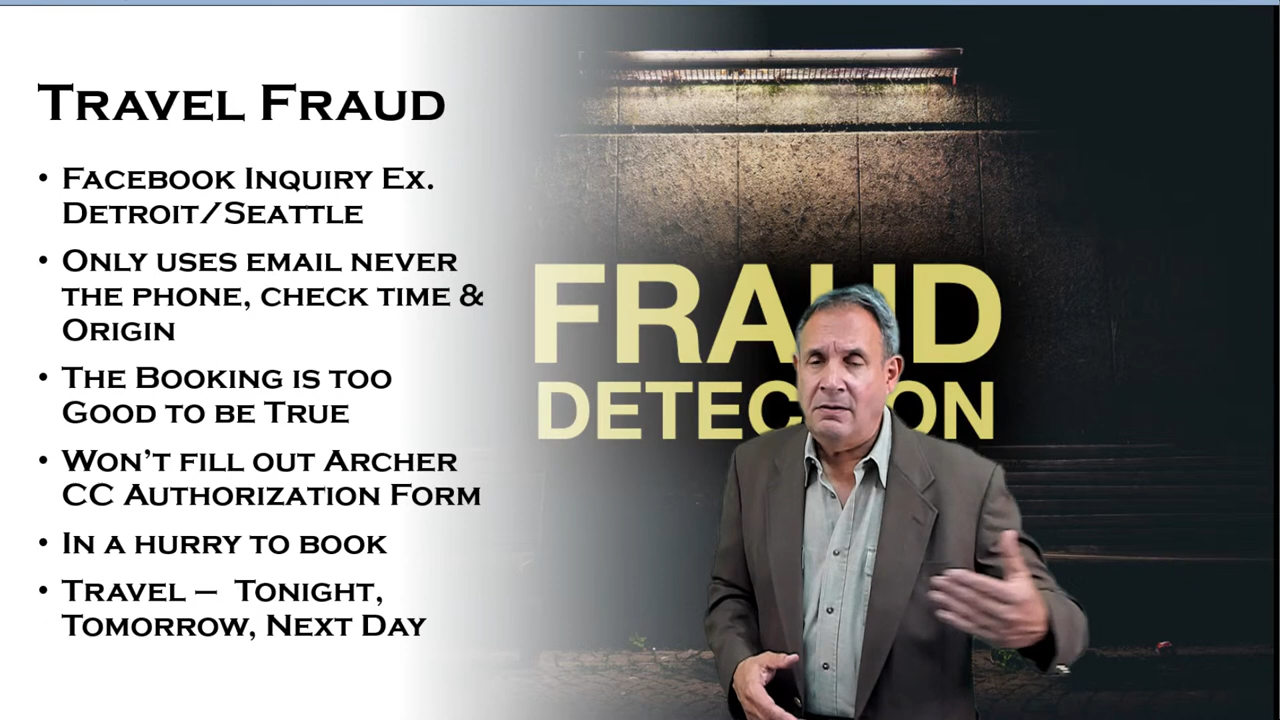 Travel Fraud
• Facebook Inquiry Ex.
Detroit/Seattle
• Only uses email never
the phone, check time &
Origin
• The Booking is too
Good to be True
• Won't fill out Archer
CC Authorization Form
• In a hurry to book
• Travel – Tonight,
Tomorrow, Next Day
FRAUD
DETECTION